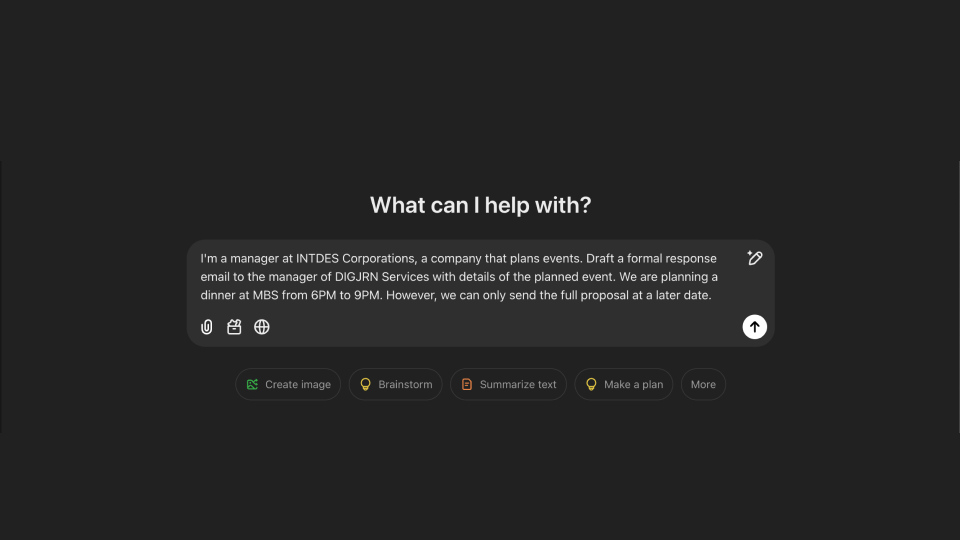 What can I help with?
I'm a manager at INTDES Corporations, a company that plans events. Draft a formal response
email to the manager of DIGJRN Services with details of the planned event. We are planning a
dinner at MBS from 6PM to 9PM. However, we can only send the full proposal at a later date.
Create image
Brainstorm
Summarize text
Make a plan
More